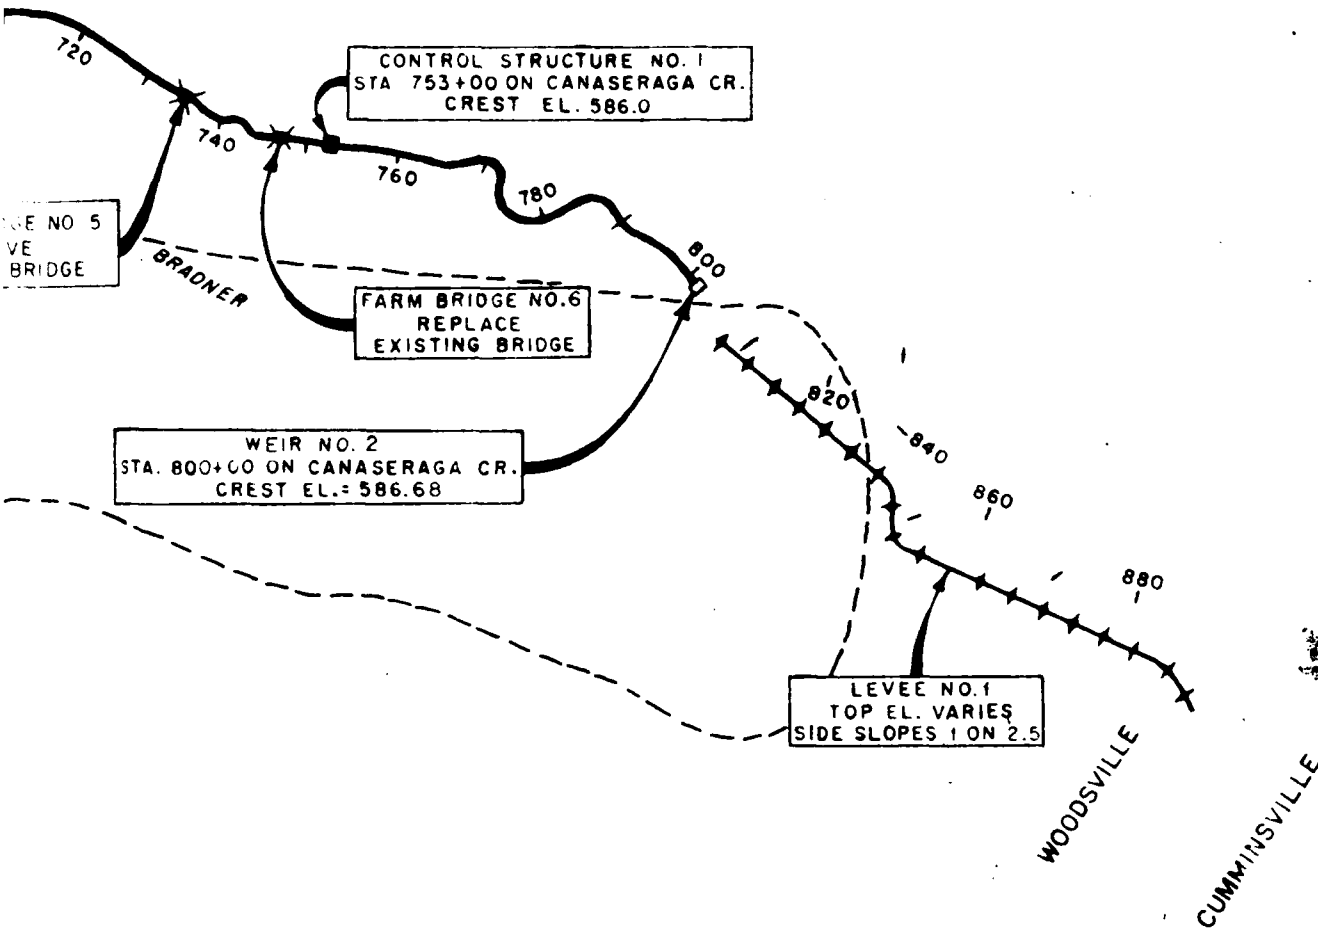 720
CONTROL STRUCTURE NO. 1
STA 753+00 ON CANASERAGA CR.
CREST EL. 586.0
740
760
780
NO 5
BRIDGE
BRADNER
800
FARM BRIDGE NO.6
REPLACE
EXISTING BRIDGE
820
840
WEIR NO. 2
STA. 800+00 ON CANASERAGA CR.
CREST EL.= 586.68
860
880
LEVEE NO.1
TOP EL. VARIES
SIDE SLOPES 1 ON 2.5
WOODSVILLE
CUMMINSVILLE